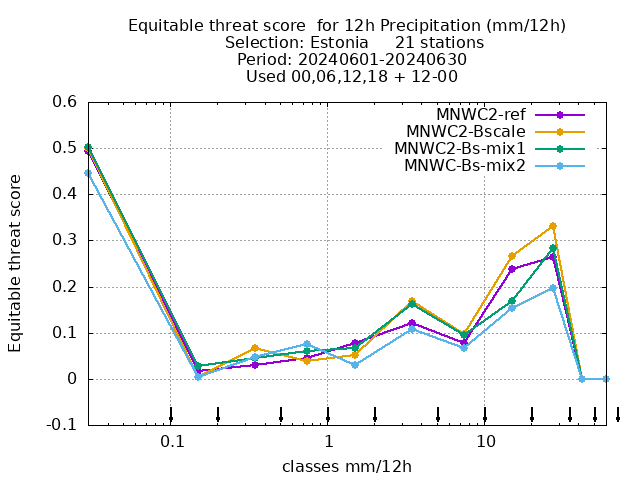 Equitable threat score  for 12h Precipitation (mm/12h)
Selection: Estonia     21 stations
Period: 20240601-20240630
Used 00,06,12,18 + 12-00
MNWC2-ref
MNWC2-Bscale
MNWC2-Bs-mix1
MNWC-Bs-mix2
Equitable threat score
0.6
0.5
0.4
0.3
0.2
0.1
0
-0.1
0.1
1
10
classes mm/12h